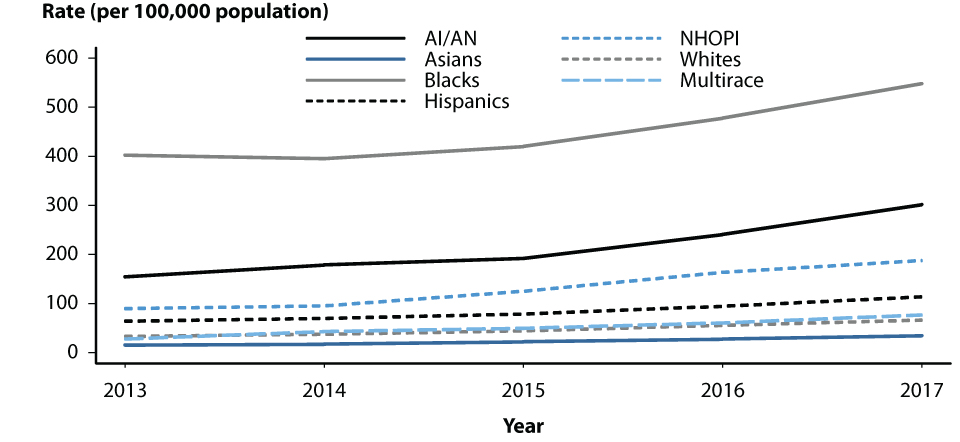 Rate (per 100,000 population)
AI/AN
Asians
Blacks
Hispanics
NHOPI
Whites
Multirace
600
500
400
300
200
100
0
2013 2014 2015 2016 2017
Year